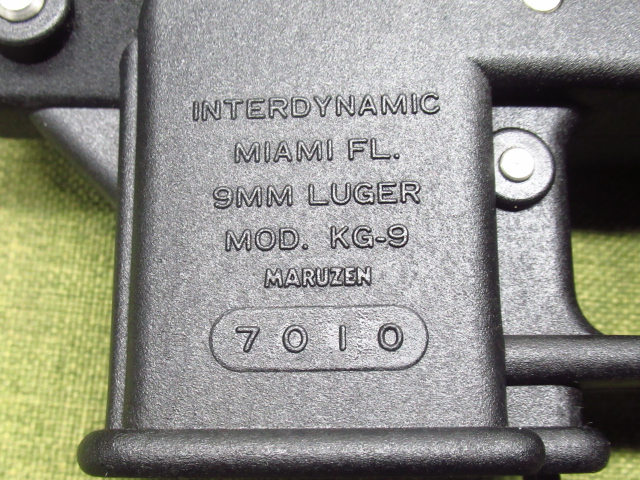 INTERDYNAMIC
MIAMI FL.
9MM LUGER
MOD. KG-9
MARUZEN
7010